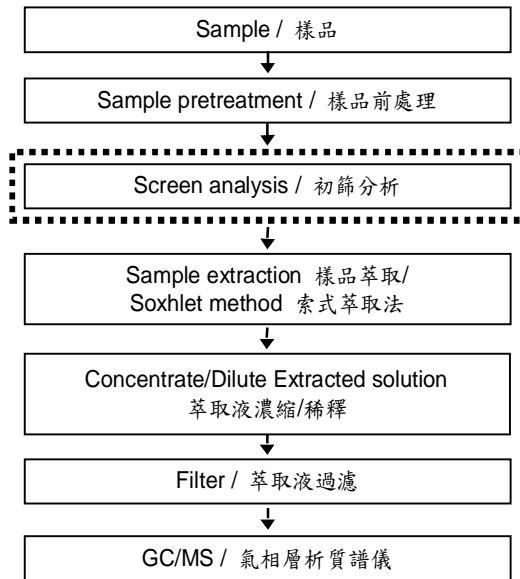 Sample / 樣品
Sample pretreatment / 樣品前處理
Screen analysis / 初篩分析
Sample extraction 樣品萃取/
Soxhlet method 索式萃取法
Concentrate/Dilute Extracted solution
萃取液濃縮/稀釋
Filter / 萃取液過濾
GC/MS / 氣相層析質譜儀